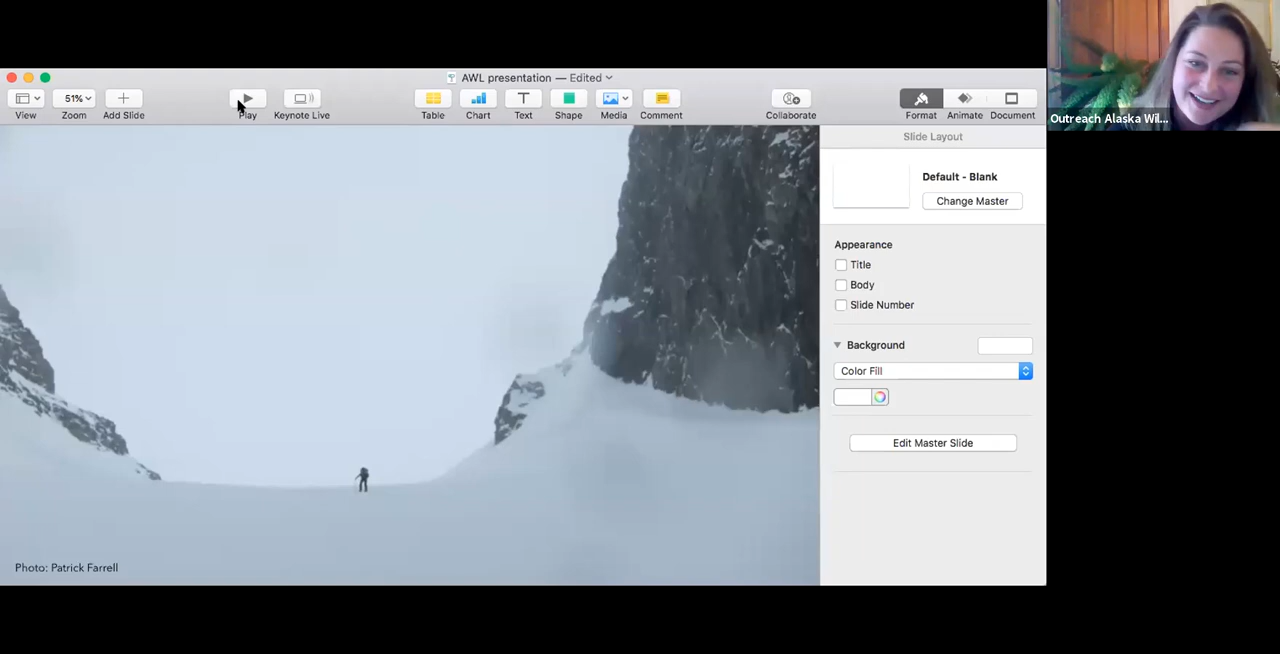 AWL presentation — Edited
View
51%
Zoom
Add Slide
Play
Keynote Live
Table
Chart
Text
Shape
Media
Comment
Collaborate
Format
Animate
Document
Slide Layout
Default - Blank
Change Master
Appearance
Title
Body
Slide Number
Background
Color Fill
Edit Master Slide
Photo: Patrick Farrell
Outreach Alaska Wil...